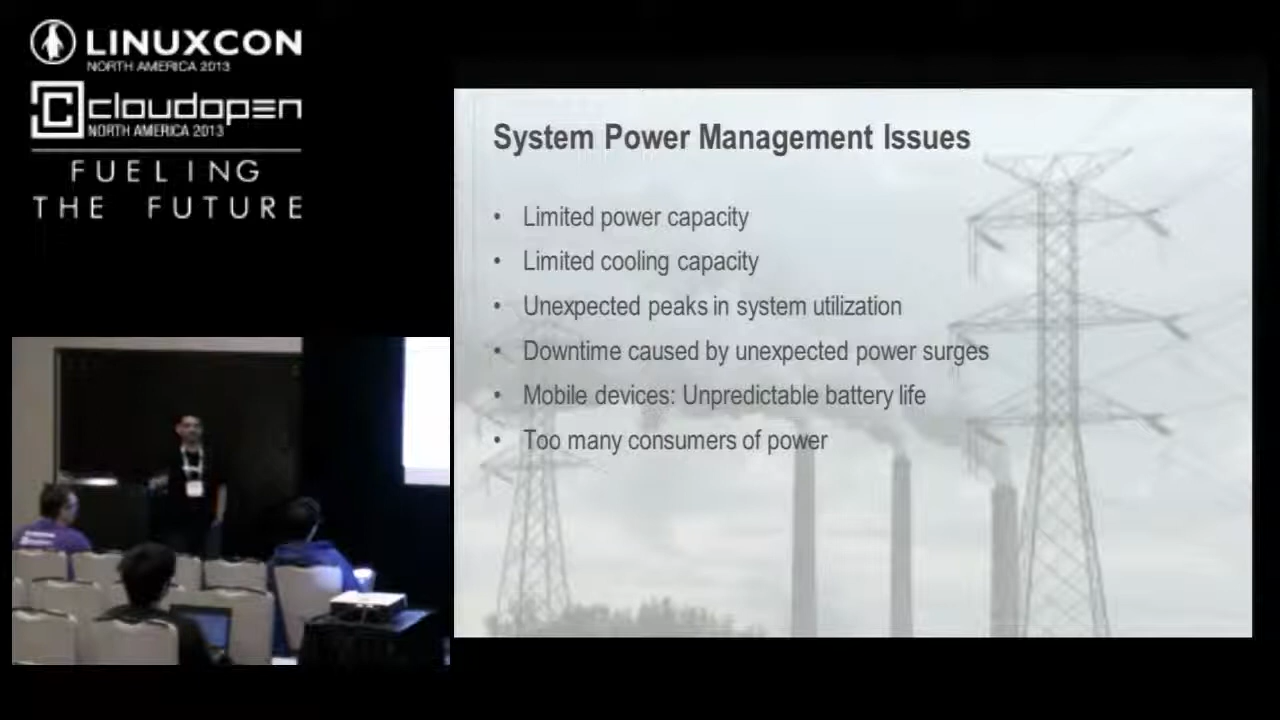 LINUXCON
NORTH AMERICA 2013
cloudopen
NORTH AMERICA 2013
FUELING
THE FUTURE
System Power Management Issues
• Limited power capacity
• Limited cooling capacity
• Unexpected peaks in system utilization
• Downtime caused by unexpected power surges
• Mobile devices: Unpredictable battery life
• Too many consumers of power